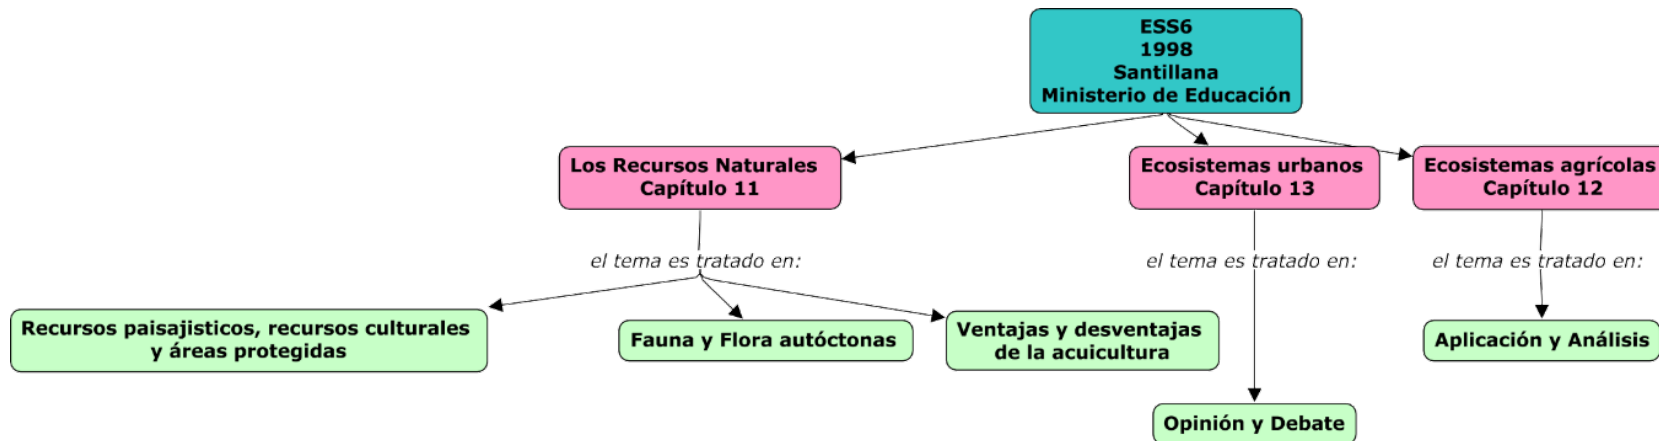 ESS6
1998
Santillana
Ministerio de Educación
Los Recursos Naturales
Capítulo 11
Ecosistemas urbanos
Capítulo 13
Ecosistemas agrícolas
Capítulo 12
el tema es tratado en:
el tema es tratado en:
el tema es tratado en:
Recursos paisajisticos, recursos culturales
y áreas protegidas
Fauna y Flora autóctonas
Ventajas y desventajas
de la acuicultura
Aplicación y Análisis
Opinión y Debate